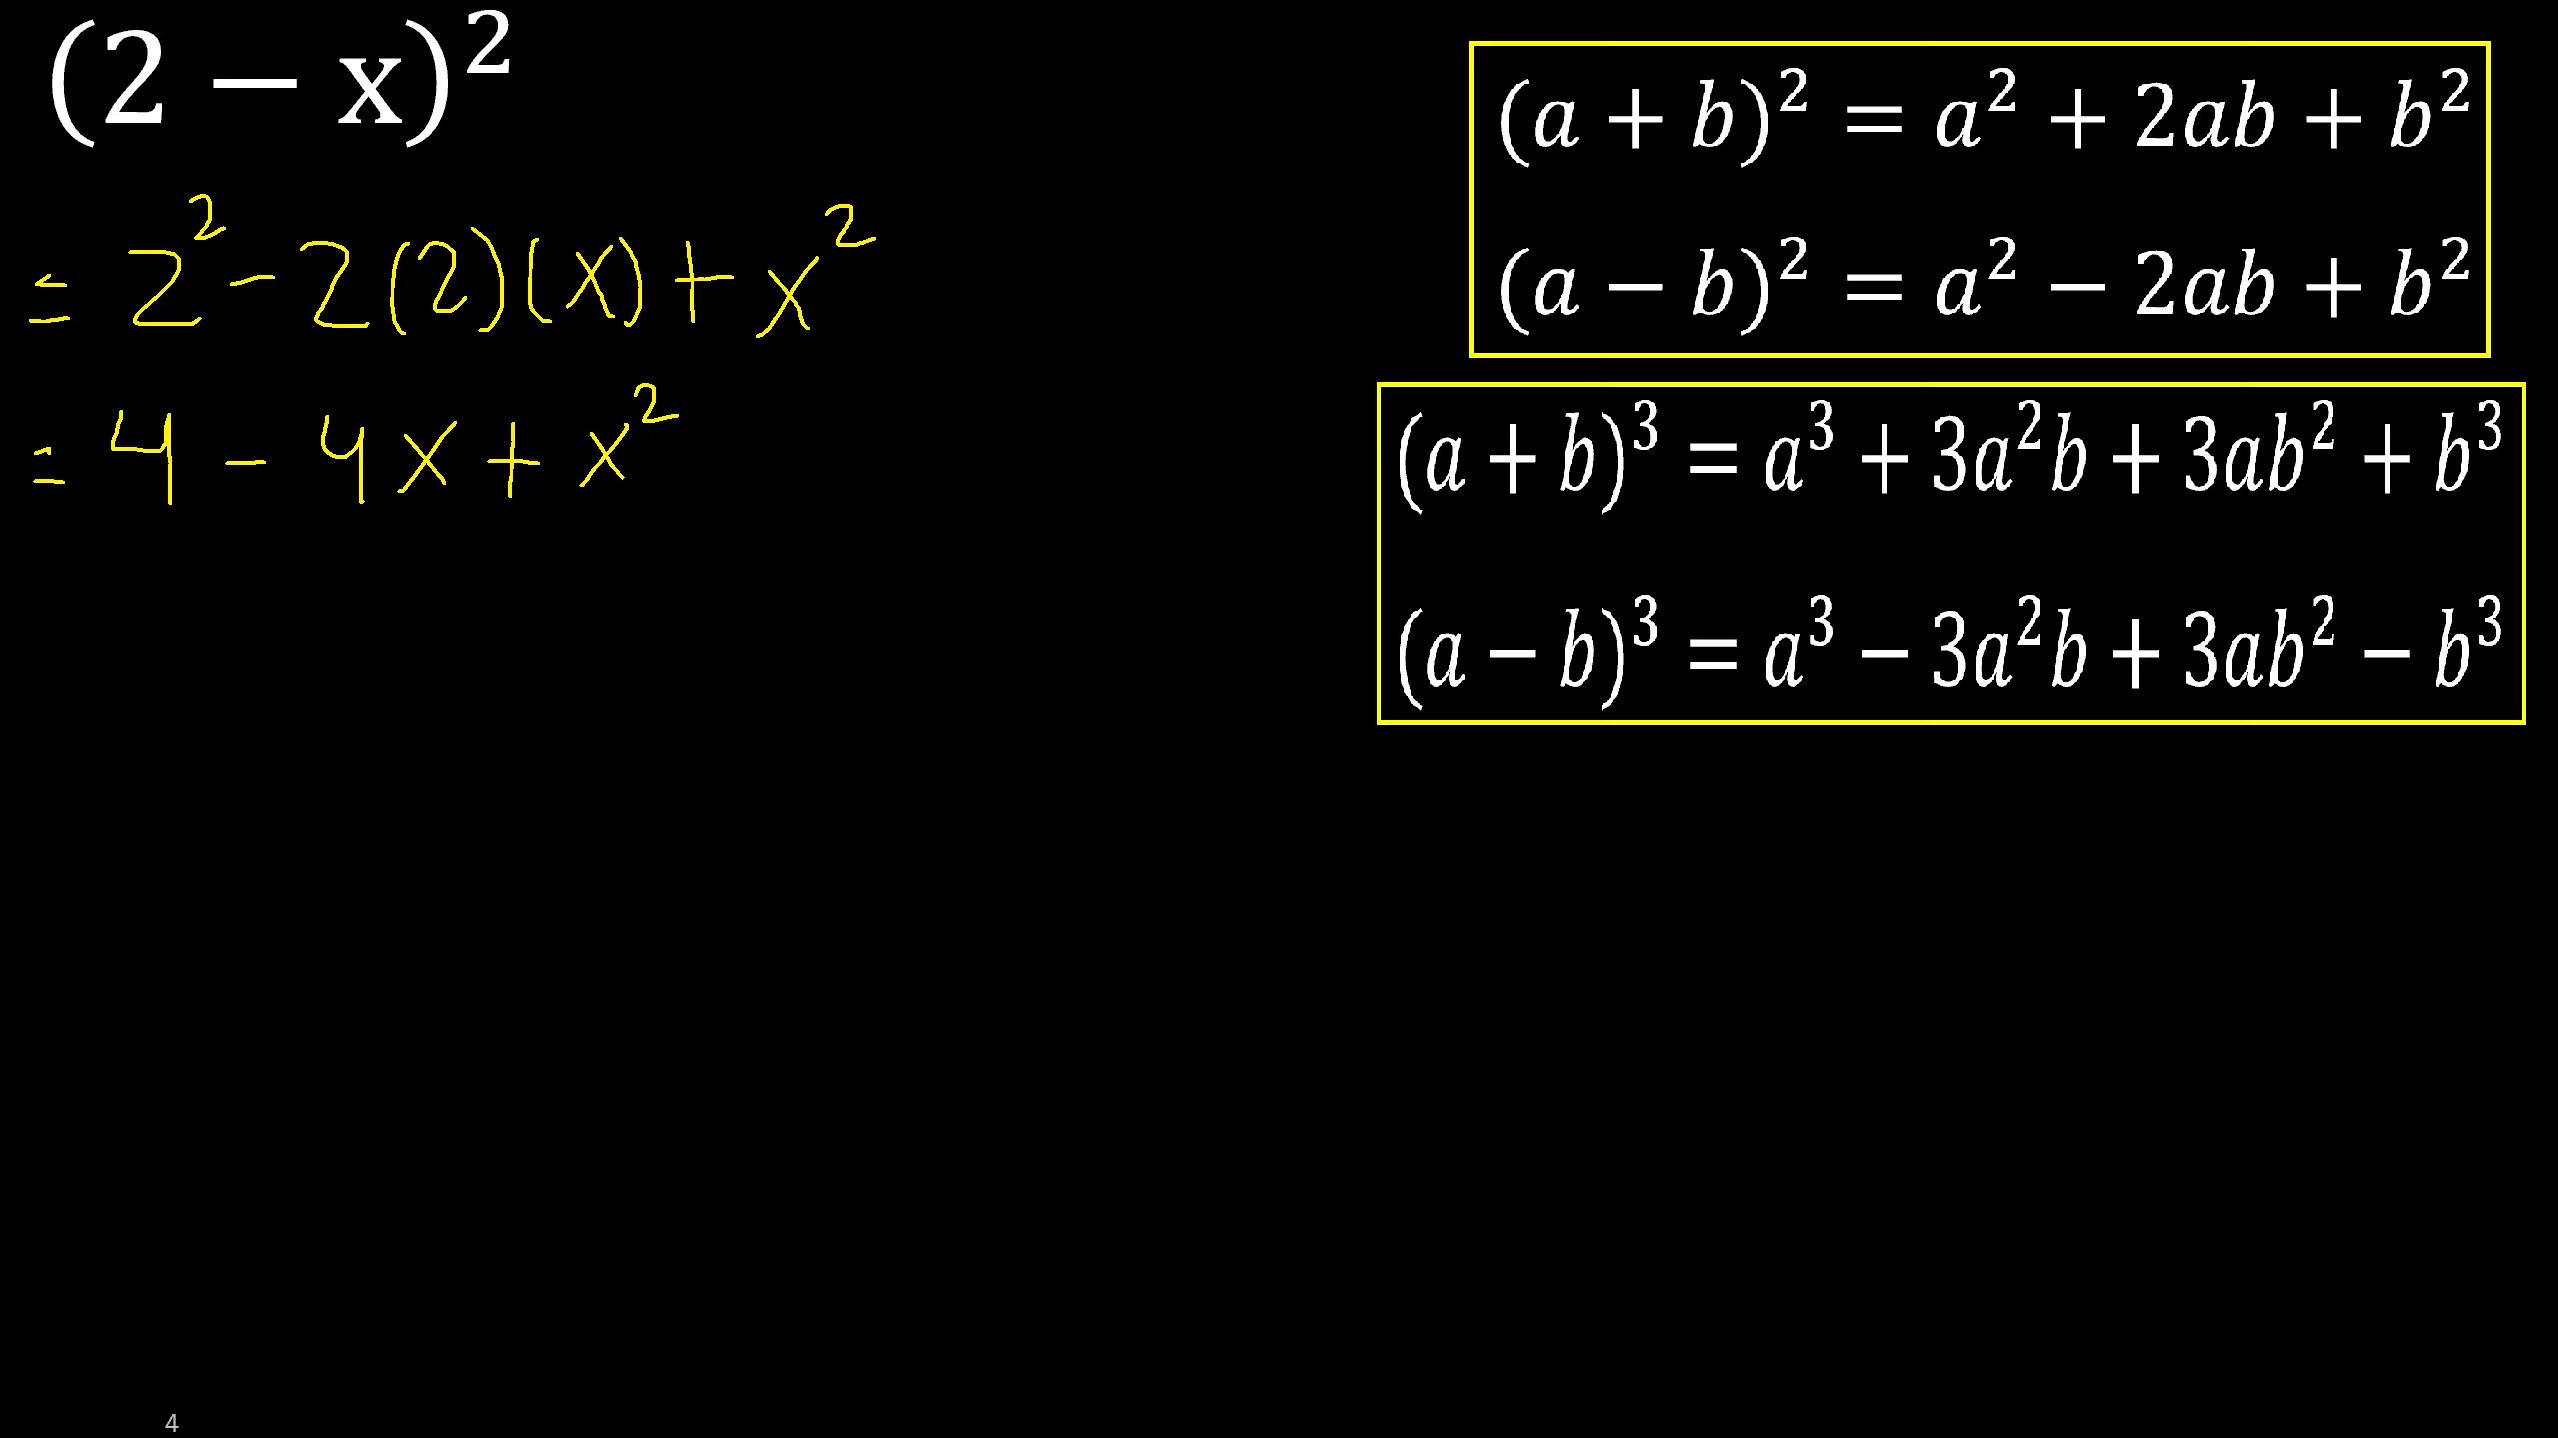 (2 − x)²
= 2² - 2(2)(x) + x²
= 4 - 4x + x²
(a + b)² = a² + 2ab + b²
(a − b)² = a² − 2ab + b²
(a + b)³ = a³ + 3a²b + 3ab² + b³
(a − b)³ = a³ − 3a²b + 3ab² − b³
4